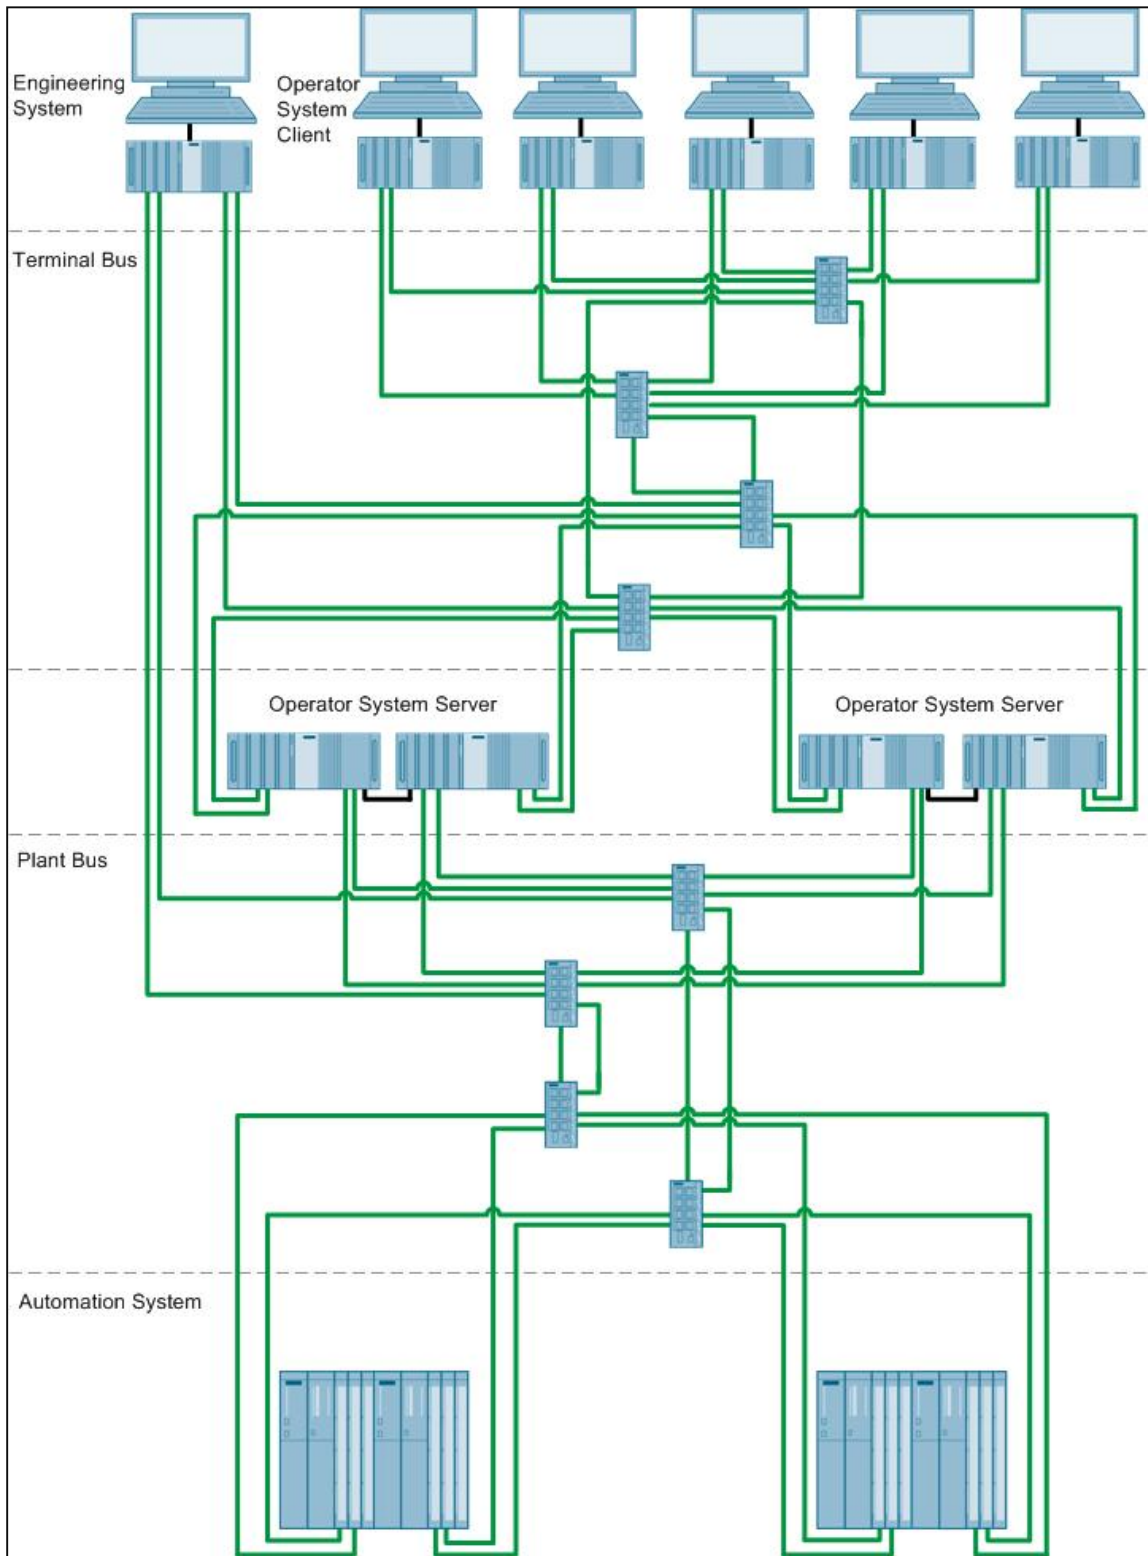 Engineering
System
Operator
System
Client
Terminal Bus
Operator System Server
Operator System Server
Plant Bus
Automation System